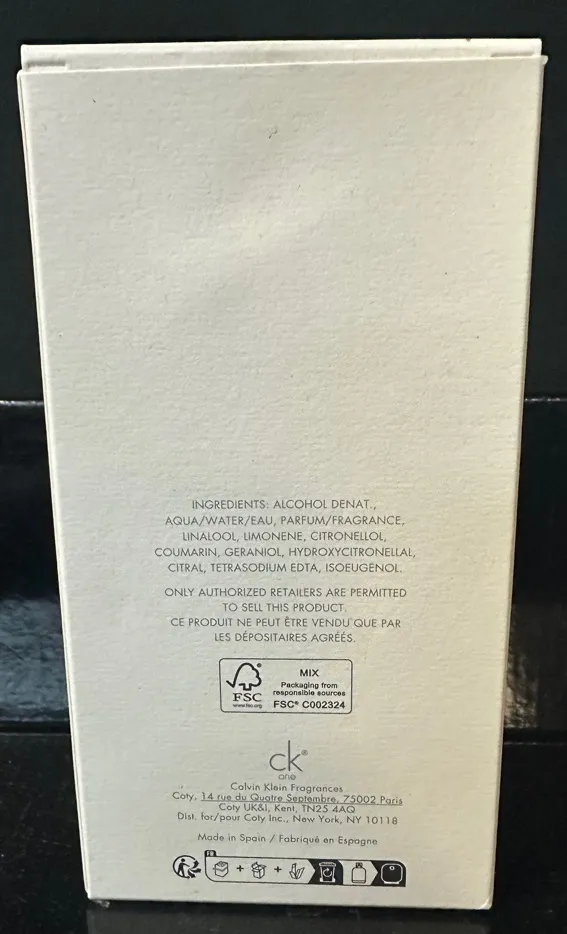 INGREDIENTS: ALCOHOL DENAT.,
AQUA/WATER/EAU, PARFUM/FRAGRANCE,
LINALOOL, LIMONENE, CITRONELLOL,
COUMARIN, GERANIOL, HYDROXYCITRONELLAL,
CITRAL, TETRASODIUM EDTA, ISOEUGENOL.
ONLY AUTHORIZED RETAILERS ARE PERMITTED
TO SELL THIS PRODUCT.
CE PRODUIT NE PEUT ÊTRE VENDU QUE PAR
LES DÉPOSITAIRES AGRÉÉS.
FSC
www.fsc.org
MIX
Packaging from
responsible sources
FSC® C002324
ck®
one
Calvin Klein Fragrances
Coty, 14 rue du Quatre Septembre, 75002 Paris
Coty UK&I, Kent, TN25 4AQ
Dist. for/pour Coty Inc., New York, NY 10118
Made in Spain / Fabriqué en Espagne
FR
+ +